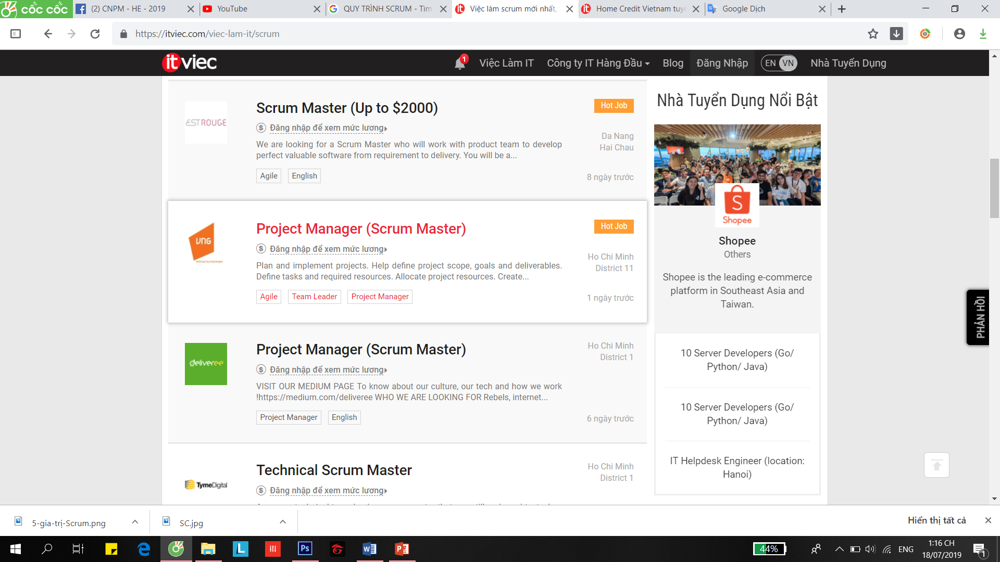 cốc cốc
(2) CNPM - HE - 2019
YouTube
QUY TRÌNH SCRUM - Tìm
Việc làm scrum mới nhất,
Home Credit Vietnam tuyể
Google Dịch
https://itviec.com/viec-lam-it/scrum
it viec
1
Việc Làm IT
Công ty IT Hàng Đầu
Blog
Đăng Nhập
EN VN
Nhà Tuyển Dụng
EST ROUGE
Scrum Master (Up to $2000)
Hot Job
$ Đăng nhập để xem mức lương
Da Nang
Hai Chau
We are looking for a Scrum Master who will work with product team to develop
perfect valuable software from requirement to delivery. You will be a...
Agile
English
8 ngày trước
VNG
embracing challenges
Project Manager (Scrum Master)
Hot Job
$ Đăng nhập để xem mức lương
Ho Chi Minh
District 11
Plan and implement projects. Help define project scope, goals and deliverables.
Define tasks and required resources. Allocate project resources. Create...
Agile
Team Leader
Project Manager
1 ngày trước
deliveree
Project Manager (Scrum Master)
Ho Chi Minh
District 1
$ Đăng nhập để xem mức lương
VISIT OUR MEDIUM PAGE To know about our culture, our tech and how we work
!https://medium.com/deliveree WHO WE ARE LOOKING FOR Rebels, internet...
Project Manager
English
6 ngày trước
TymeDigital
Technical Scrum Master
Ho Chi Minh
District 1
$ Đăng nhập để xem mức lương
Nhà Tuyển Dụng Nổi Bật
S
Shopee
Shopee
Others
Shopee is the leading e-commerce
platform in Southeast Asia and
Taiwan.
10 Server Developers (Go/
Python/ Java)
10 Server Developers (Go/
Python/ Java)
IT Helpdesk Engineer (location:
Hanoi)
PHẢN HỒI
5-gia-trị-Scrum.png
SC.jpg
Hiển thị tất cả
L
Ps
W
P
44%
ENG
1:16 CH
18/07/2019
1